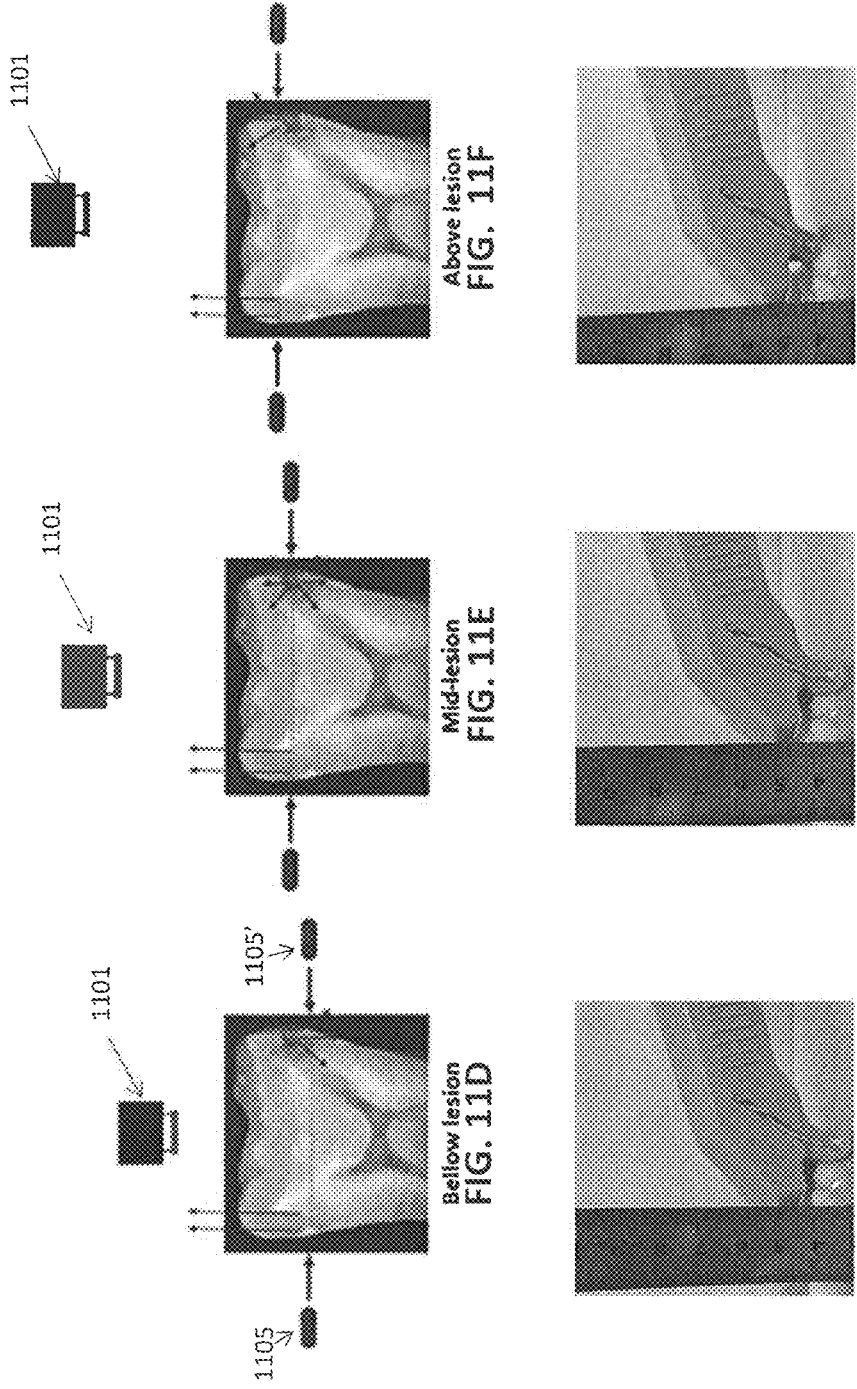 1101
1105
1105'
Bellow lesion
FIG. 11D
1101
Mid-lesion
FIG. 11E
1101
Above lesion
FIG. 11F